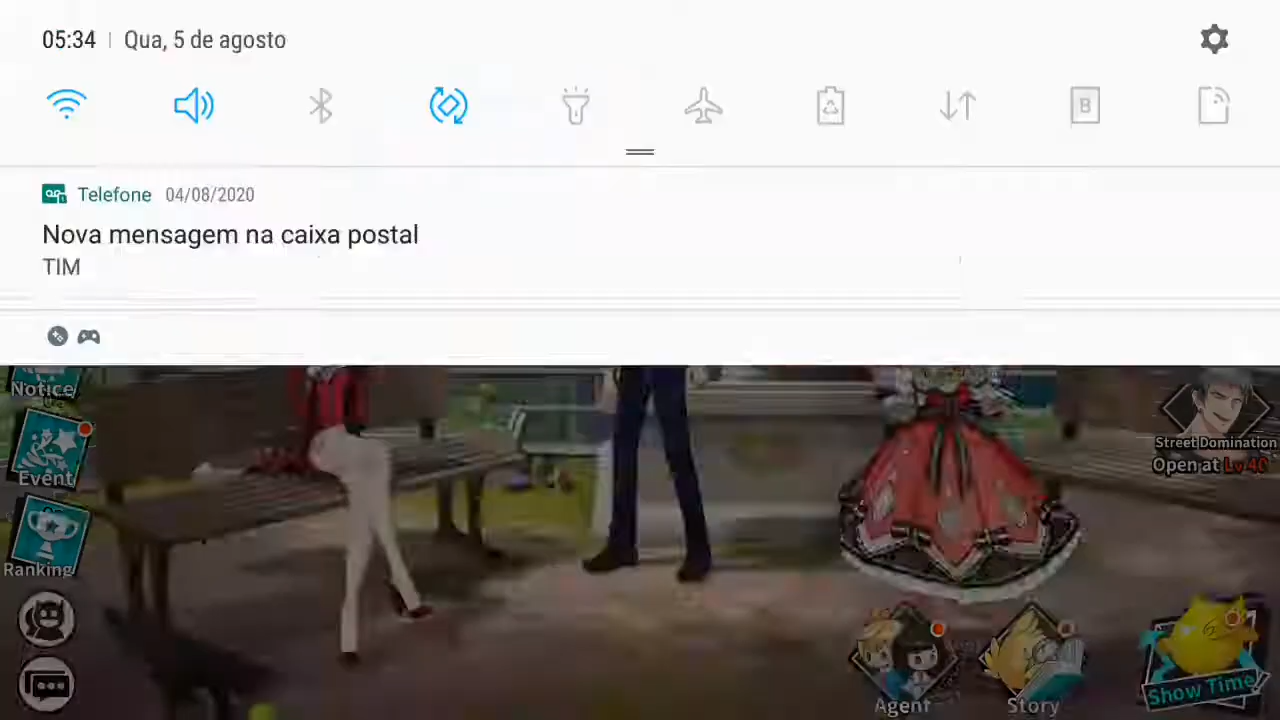 05:34 | Qua, 5 de agosto
B
Telefone 04/08/2020
Nova mensagem na caixa postal
TIM
Notice
Event
Ranking
Street Domination
Open at Lv 40
Agent
Story
Show Time